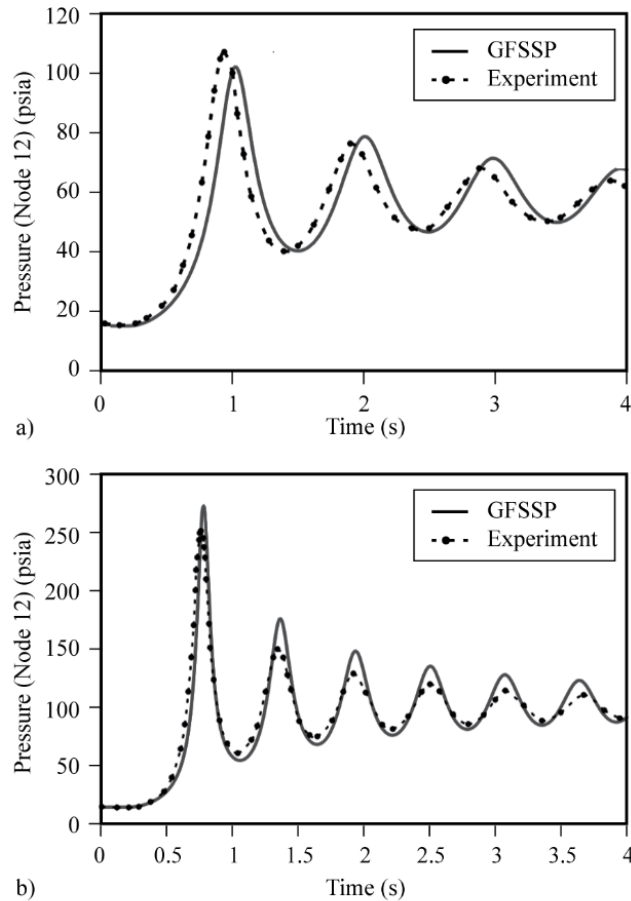 120
100
80
60
40
20
0
Pressure (Node 12) (psia)
GFSSP
Experiment
0 1 2 3 4
Time (s)
a)
300
250
200
150
100
50
0
Pressure (Node 12) (psia)
GFSSP
Experiment
0 0.5 1 1.5 2 2.5 3 3.5 4
Time (s)
b)